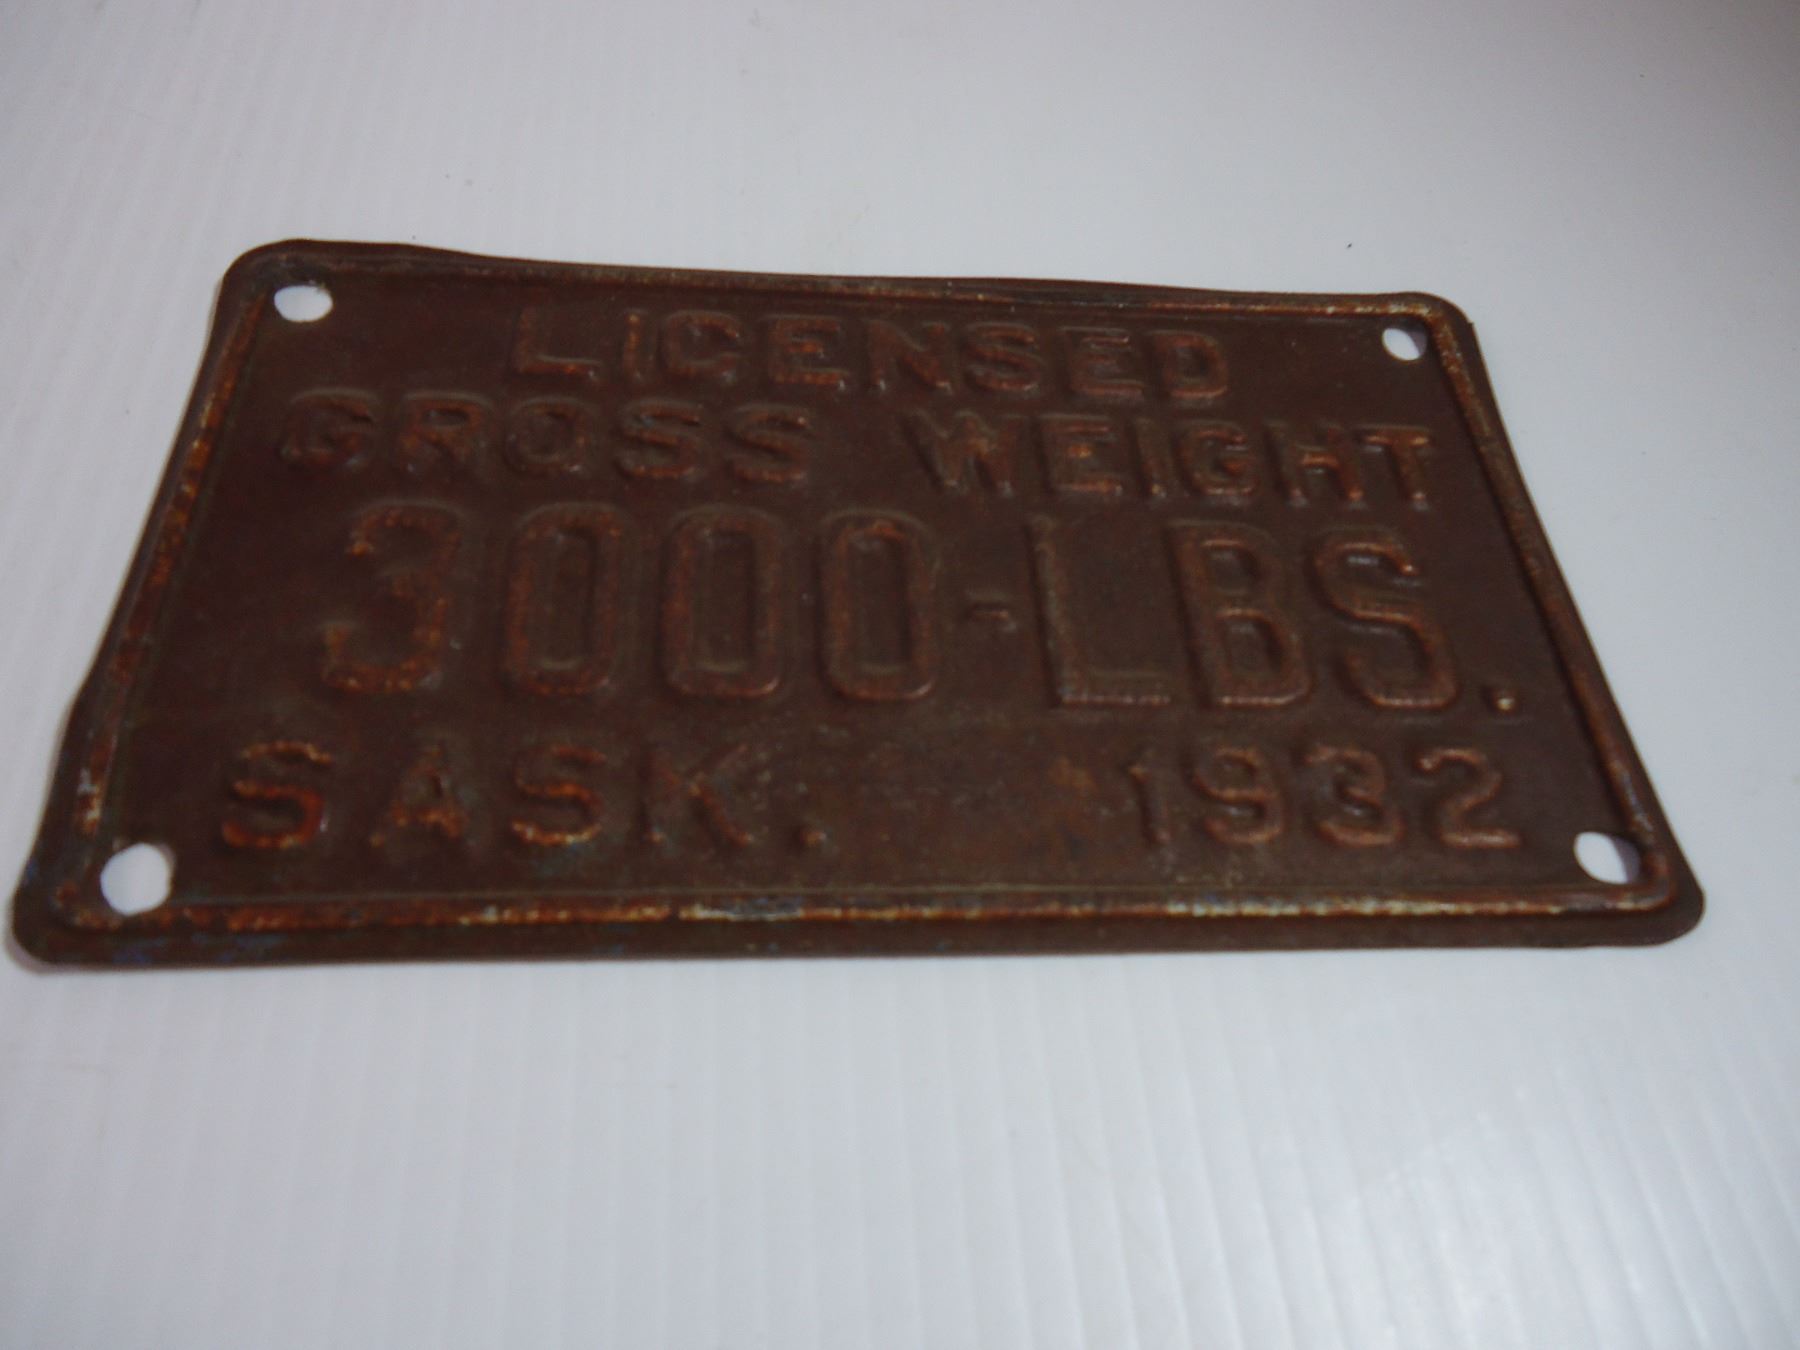 LICENSED
GROSS WEIGHT
3000-LBS.
SASK. 1932